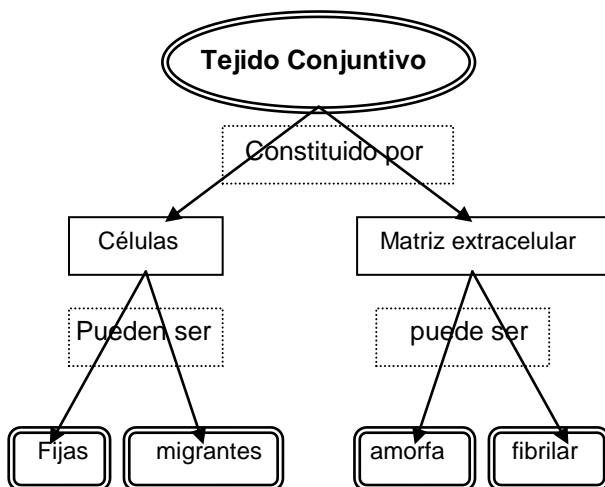 Tejido Conjuntivo
Constituido por
Células
Matriz extracelular
Pueden ser
puede ser
Fijas
migrantes
amorfa
fibrilar